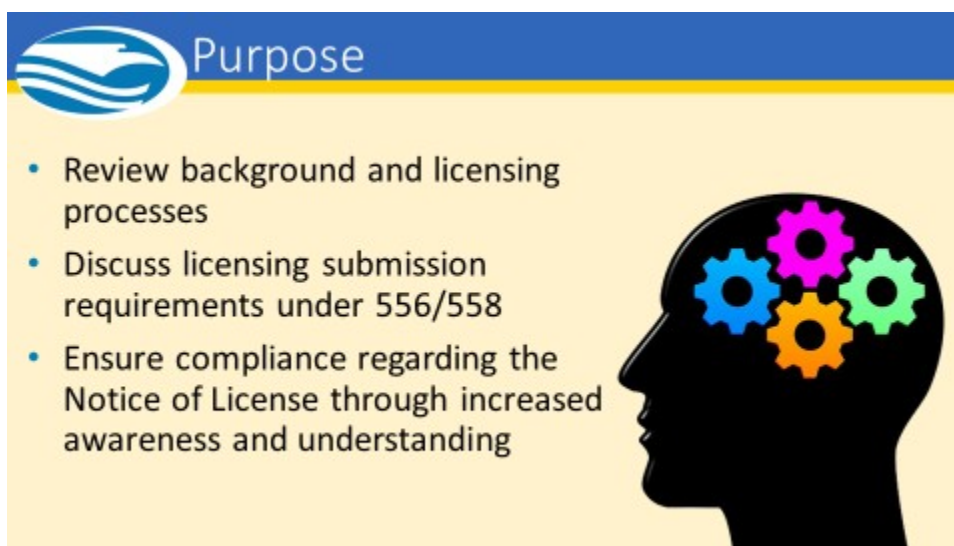 Purpose
• Review background and licensing
processes
• Discuss licensing submission
requirements under 556/558
• Ensure compliance regarding the
Notice of License through increased
awareness and understanding